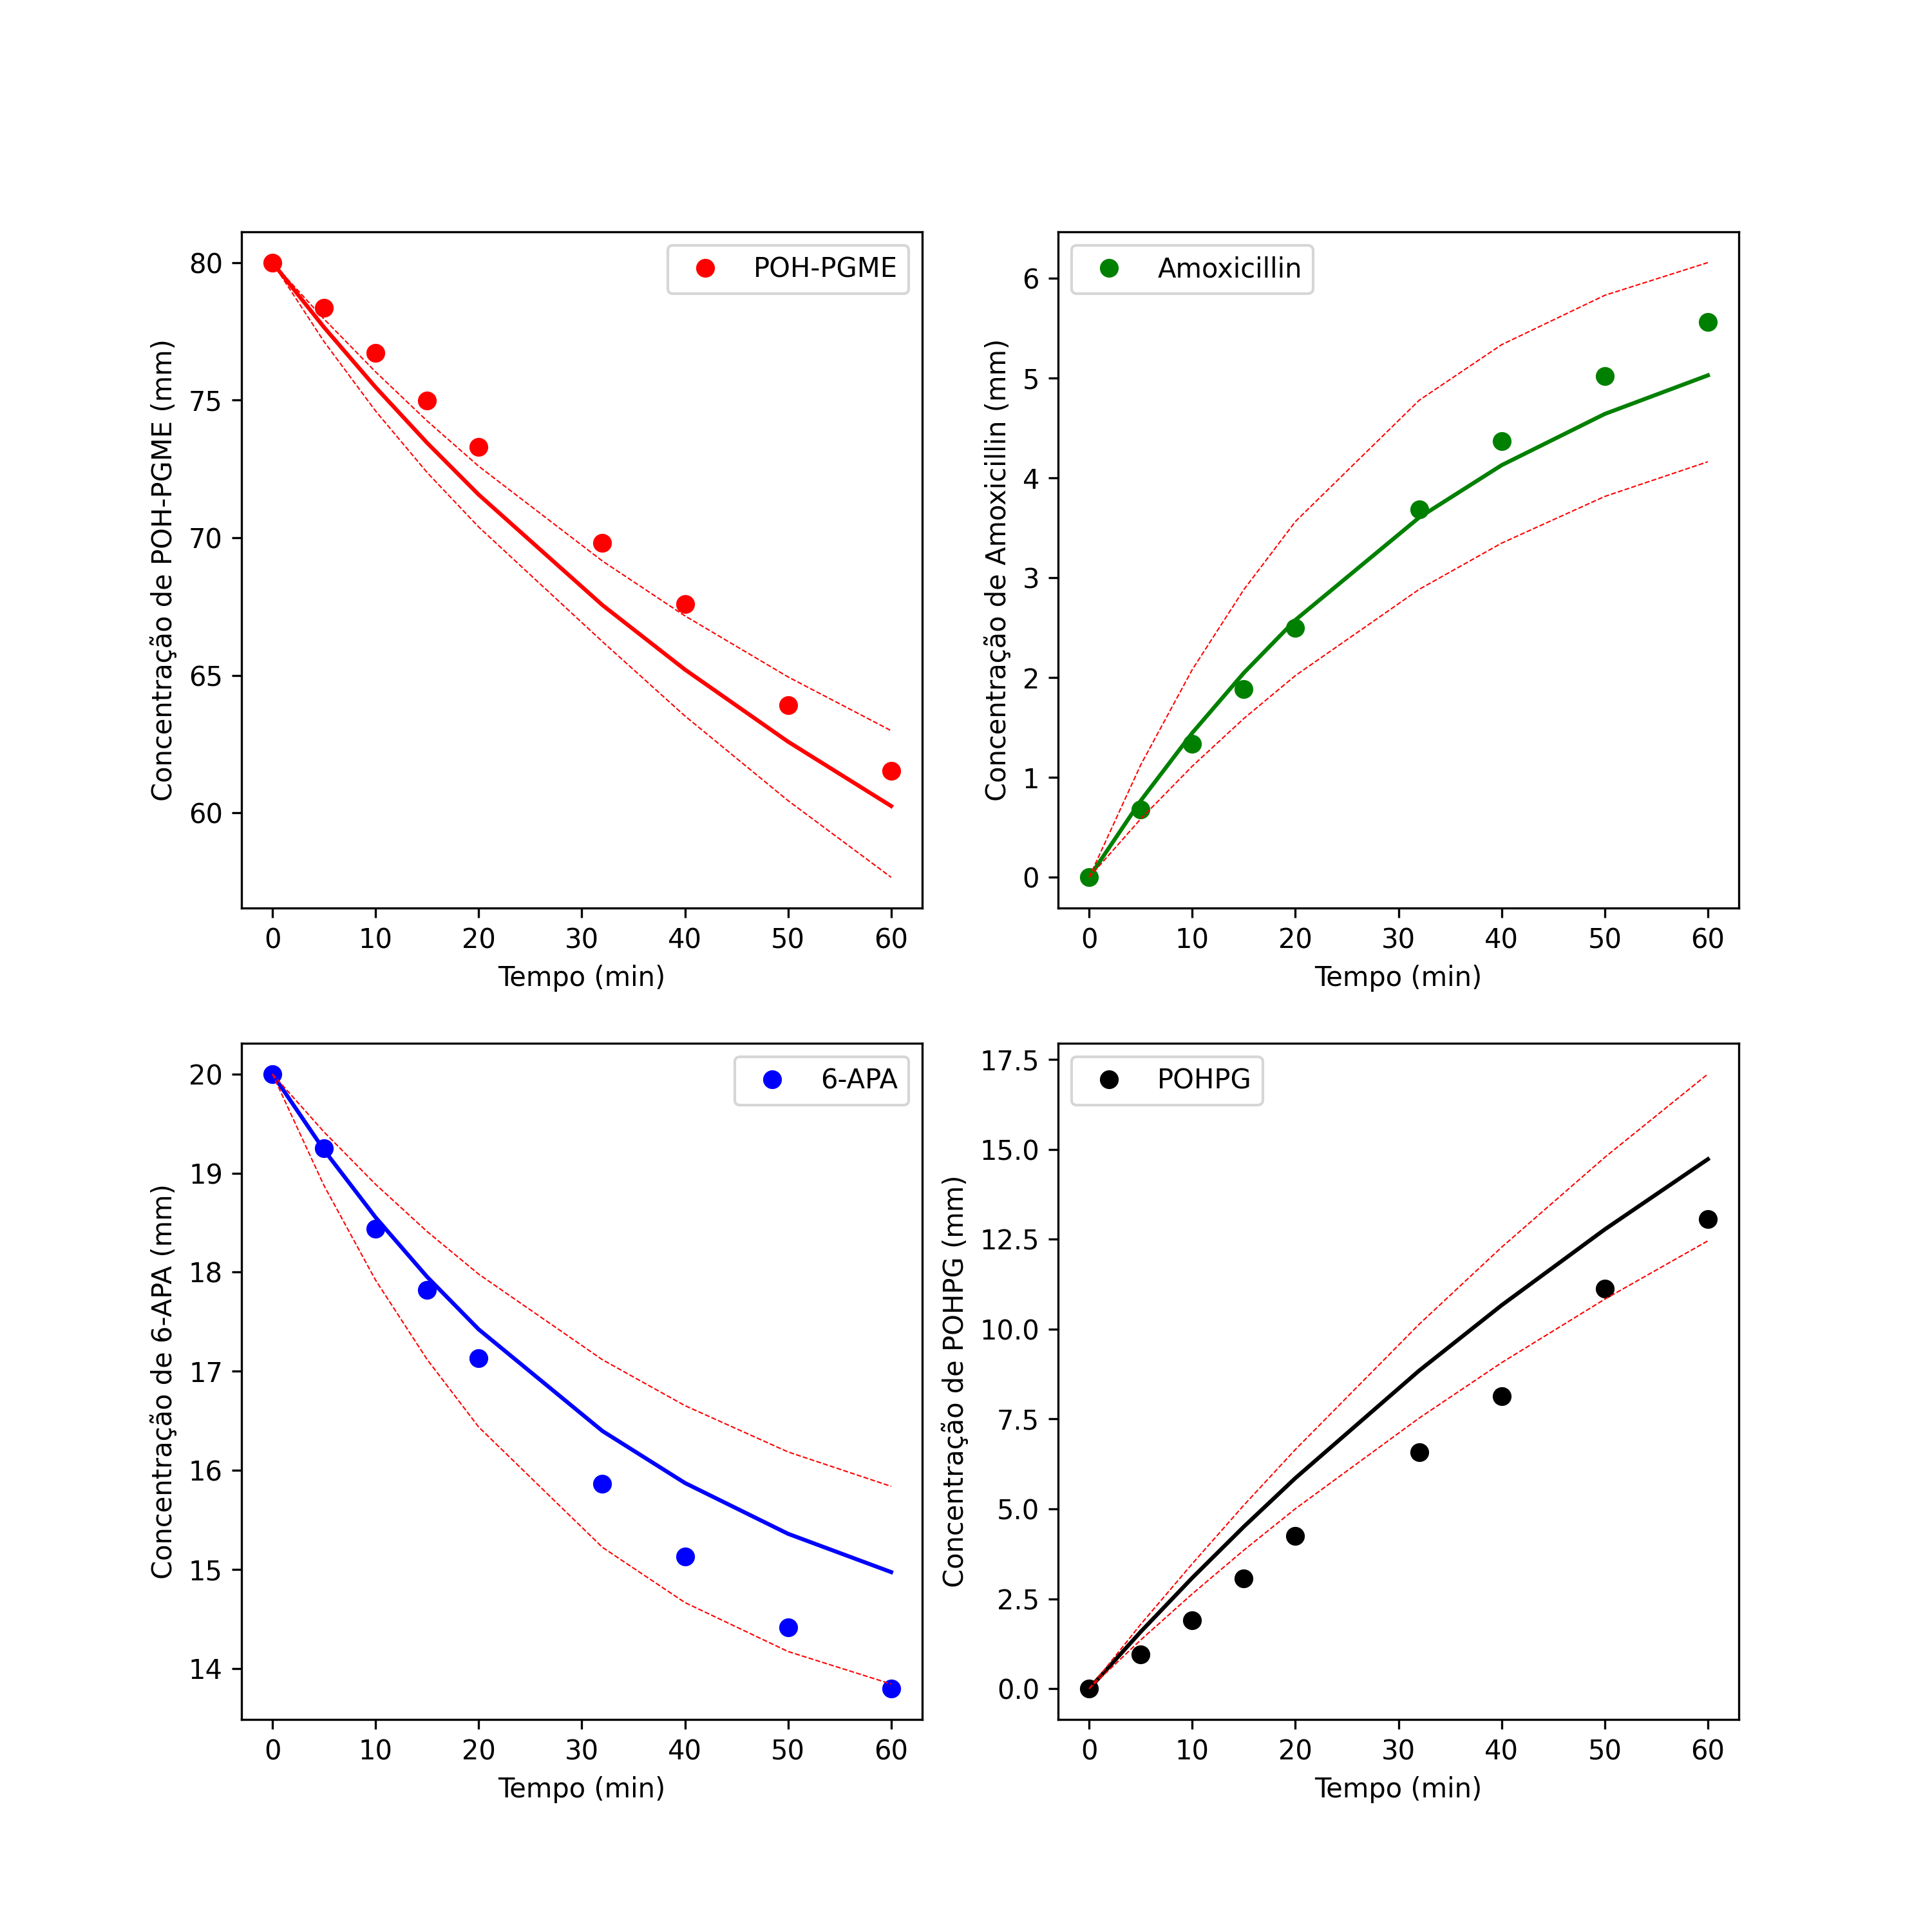 POH-PGME
Concentração de POH-PGME (mm)
80
75
70
65
60
0 10 20 30 40 50 60
Tempo (min)
Amoxicillin
Concentração de Amoxicillin (mm)
6
5
4
3
2
1
0
0 10 20 30 40 50 60
Tempo (min)
6-APA
Concentração de 6-APA (mm)
20
19
18
17
16
15
14
0 10 20 30 40 50 60
Tempo (min)
POHPG
Concentração de POHPG (mm)
17.5
15.0
12.5
10.0
7.5
5.0
2.5
0.0
0 10 20 30 40 50 60
Tempo (min)